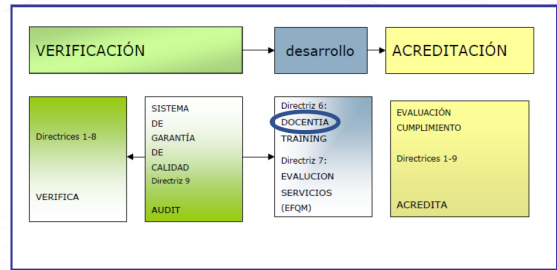 VERIFICACIÓN
desarrollo
ACREDITACIÓN
Directrices 1-8
VERIFICA
SISTEMA
DE
GARANTÍA
DE
CALIDAD
Directriz 9
AUDIT
Directriz 6:
DOCENTIA
TRAINING
Directriz 7:
EVALUCION
SERVICIOS
(EFQM)
EVALUACIÓN
CUMPLIMIENTO
Directrices 1-9
ACREDITA